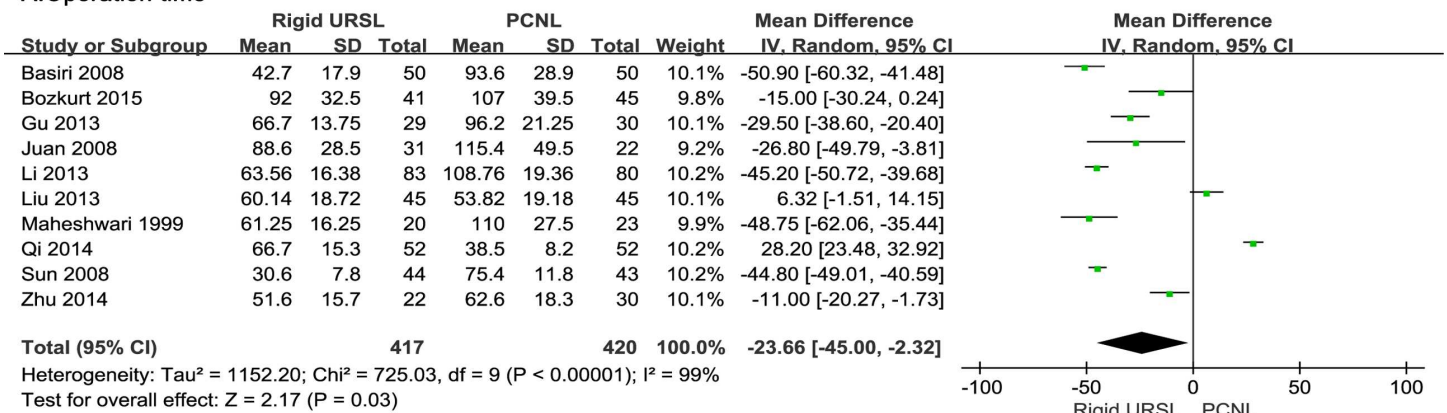 A.Operation time
Rigid URSL PCNL Mean Difference Mean Difference
Study or Subgroup Mean SD Total Mean SD Total Weight IV, Random, 95% CI IV, Random, 95% CI
Basiri 2008 42.7 17.9 50 93.6 28.9 50 10.1% -50.90 [-60.32, -41.48]
Bozkurt 2015 92 32.5 41 107 39.5 45 9.8% -15.00 [-30.24, 0.24]
Gu 2013 66.7 13.75 29 96.2 21.25 30 10.1% -29.50 [-38.60, -20.40]
Juan 2008 88.6 28.5 31 115.4 49.5 22 9.2% -26.80 [-49.79, -3.81]
Li 2013 63.56 16.38 83 108.76 19.36 80 10.2% -45.20 [-50.72, -39.68]
Liu 2013 60.14 18.72 45 53.82 19.18 45 10.1% 6.32 [-1.51, 14.15]
Maheshwari 1999 61.25 16.25 20 110 27.5 23 9.9% -48.75 [-62.06, -35.44]
Qi 2014 66.7 15.3 52 38.5 8.2 52 10.2% 28.20 [23.48, 32.92]
Sun 2008 30.6 7.8 44 75.4 11.8 43 10.2% -44.80 [-49.01, -40.59]
Zhu 2014 51.6 15.7 22 62.6 18.3 30 10.1% -11.00 [-20.27, -1.73]
Total (95% CI) 417 420 100.0% -23.66 [-45.00, -2.32]
Heterogeneity: Tau² = 1152.20; Chi² = 725.03, df = 9 (P < 0.00001); I² = 99%
Test for overall effect: Z = 2.17 (P = 0.03)
-100 -50 0 50 100
Rigid URSL PCNL